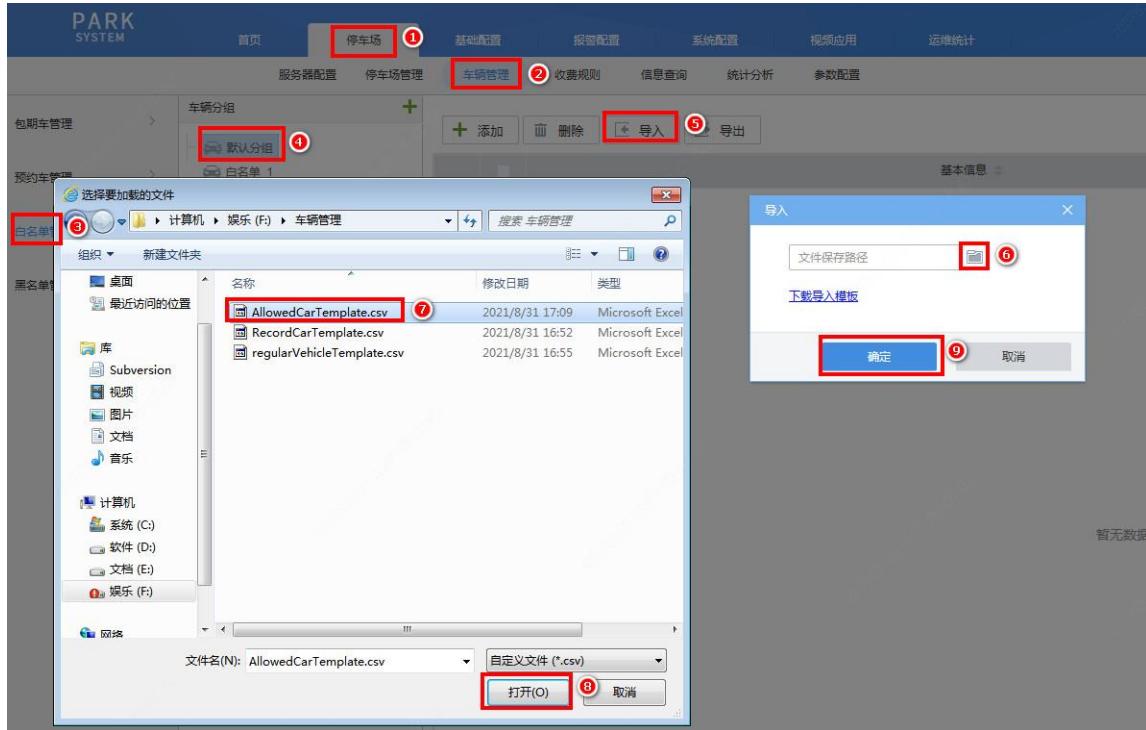 PARK
SYSTEM
首页
停车场
1
基础配置
报警配置
系统配置
视频应用
运维统计
服务器配置
停车场管理
车辆管理
2
收费规则
信息查询
统计分析
参数配置
包期车管理
车辆分组
4
默认分组
白名单_1
添加
删除
导入
5
导出
基本信息
预约车管理
3
白名单
黑名单
选择要加载的文件
计算机
娱乐 (F:)
车辆管理
搜索 车辆管理
组织
新建文件夹
桌面
最近访问的位置
库
Subversion
视频
图片
文档
音乐
计算机
系统 (C:)
软件 (D:)
文档 (E:)
娱乐 (F:)
网络
名称
修改日期
类型
AllowedCarTemplate.csv
7
2021/8/31 17:09
Microsoft Excel
RecordCarTemplate.csv
2021/8/31 16:52
Microsoft Excel
regularVehicleTemplate.csv
2021/8/31 16:55
Microsoft Excel
文件名(N):
AllowedCarTemplate.csv
自定义文件 (*.csv)
打开(O)
8
取消
导入
文件保存路径
6
下载导入模板
确定
9
取消
暂无数据